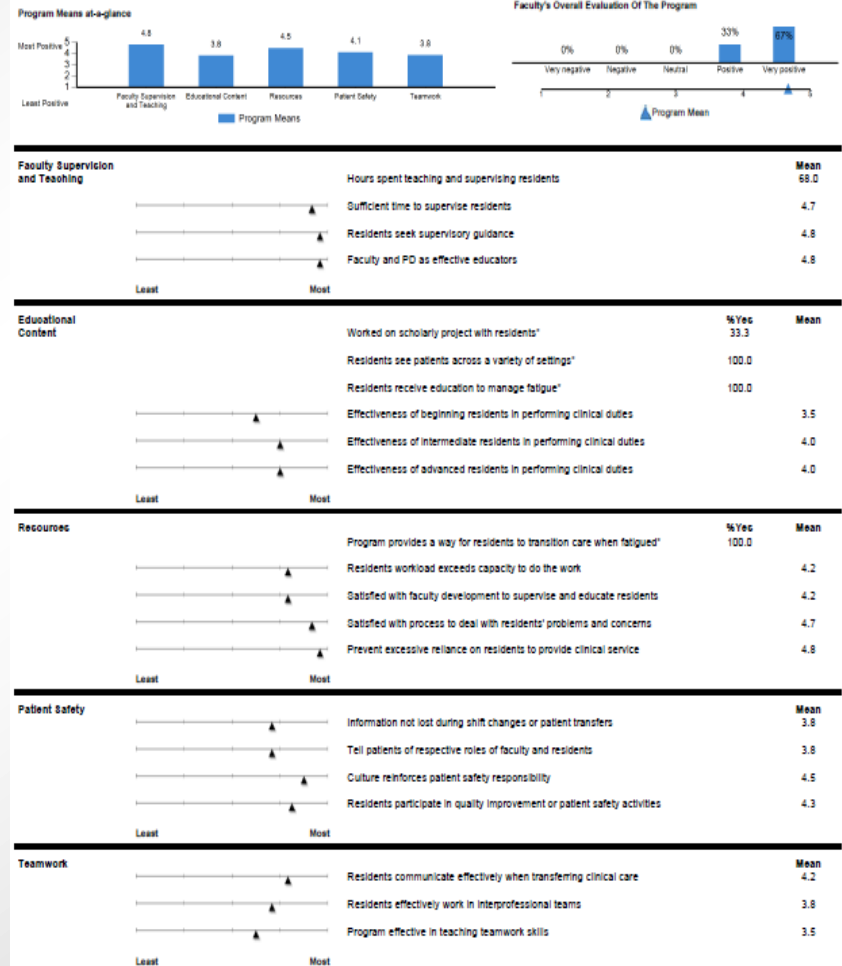 Program Means at-a-glance
Most Positive 5
4
3
2
1
Least Positive
4.8 3.8 4.5 4.1 3.8
Faculty Supervision and Teaching Educational Content Resources Patient Safety Teamwork
Program Means
Faculty's Overall Evaluation Of The Program
0% 0% 0% 33% 67%
Very negative Negative Neutral Positive Very positive
1 2 3 4 5
Program Mean
Faculty Supervision and Teaching Mean
Hours spent teaching and supervising residents 68.0
Sufficient time to supervise residents 4.7
Residents seek supervisory guidance 4.8
Faculty and PD as effective educators 4.8
Least Most
Educational Content %Yes Mean
Worked on scholarly project with residents* 33.3
Residents see patients across a variety of settings* 100.0
Residents receive education to manage fatigue* 100.0
Effectiveness of beginning residents in performing clinical duties 3.5
Effectiveness of intermediate residents in performing clinical duties 4.0
Effectiveness of advanced residents in performing clinical duties 4.0
Least Most
Resources %Yes Mean
Program provides a way for residents to transition care when fatigued* 100.0
Residents workload exceeds capacity to do the work 4.2
Satisfied with faculty development to supervise and educate residents 4.2
Satisfied with process to deal with residents' problems and concerns 4.7
Prevent excessive reliance on residents to provide clinical service 4.8
Least Most
Patient Safety Mean
Information not lost during shift changes or patient transfers 3.8
Tell patients of respective roles of faculty and residents 3.8
Culture reinforces patient safety responsibility 4.5
Residents participate in quality improvement or patient safety activities 4.3
Least Most
Teamwork Mean
Residents communicate effectively when transferring clinical care 4.2
Residents effectively work in interprofessional teams 3.8
Program effective in teaching teamwork skills 3.5
Least Most